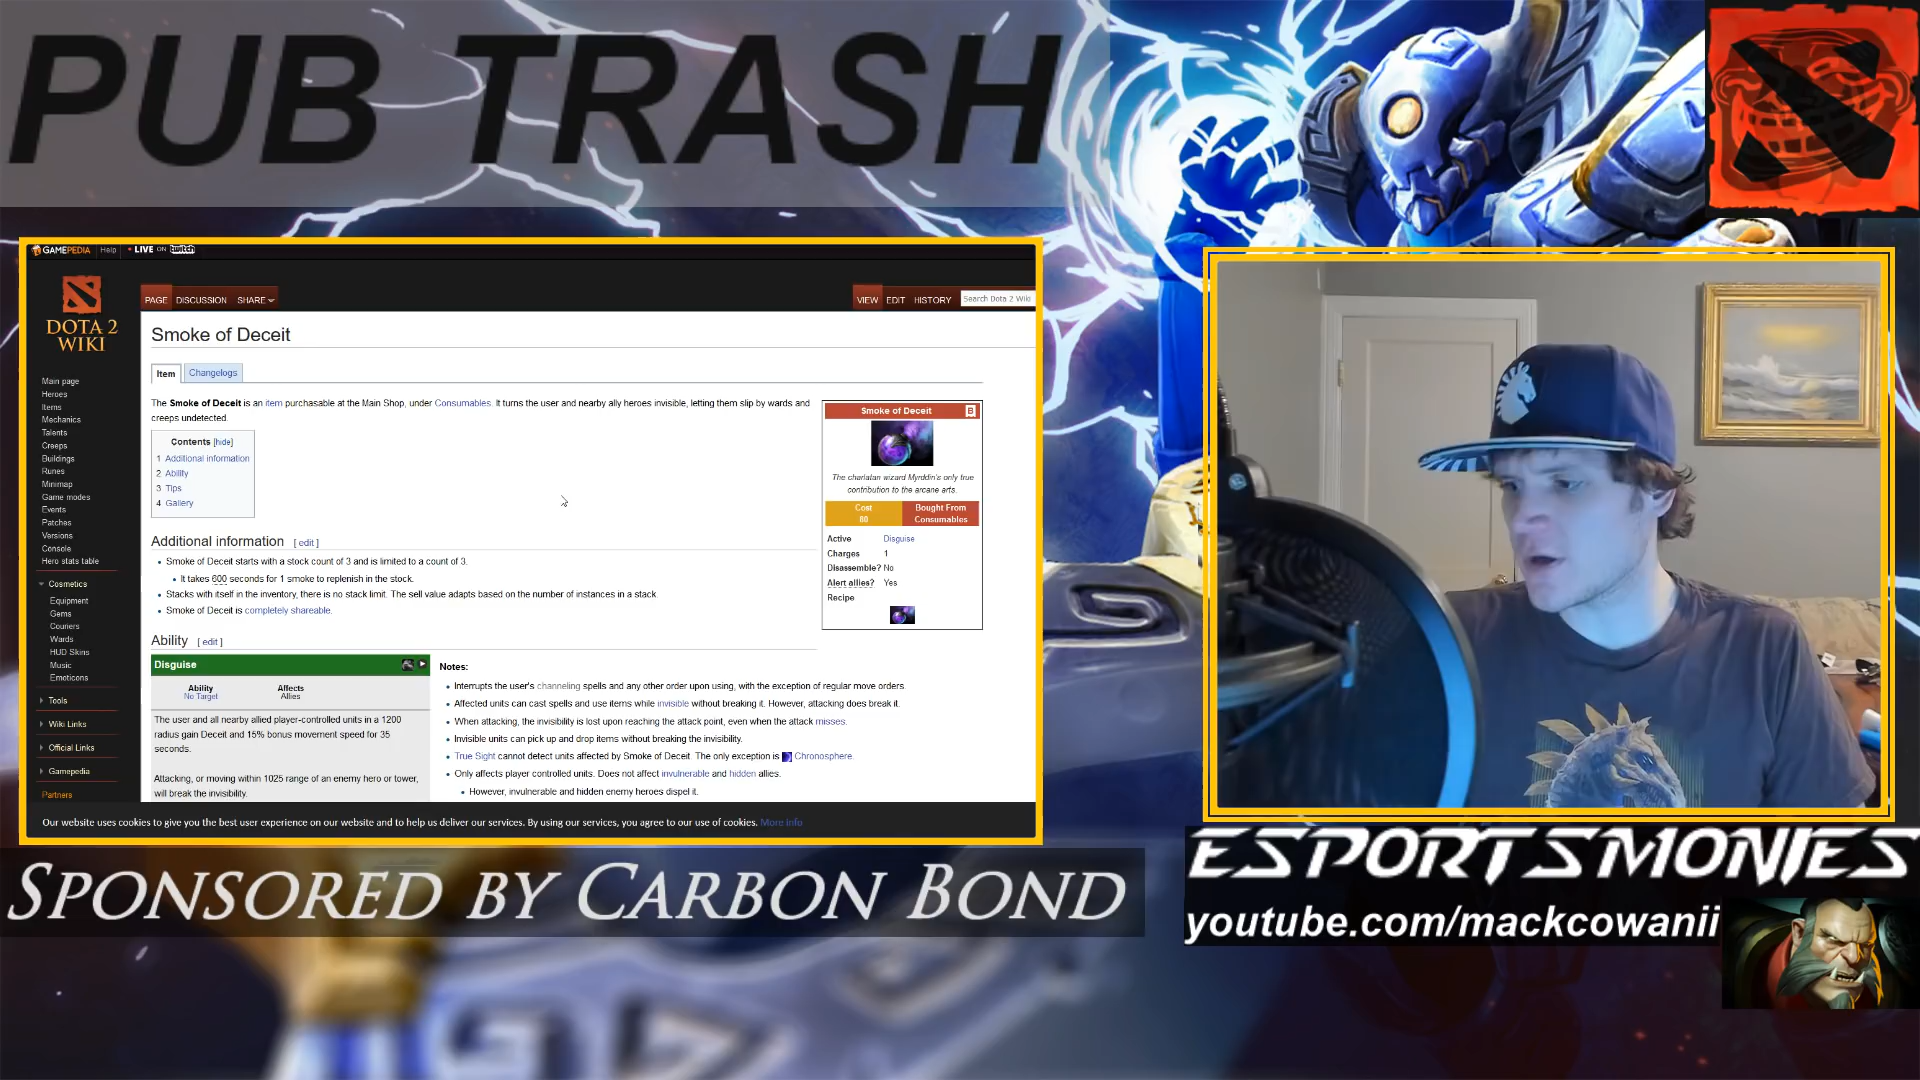 PUB TRASH
GAMEPEDIA Help LIVE ON twitch
DOTA 2
WIKI
PAGE DISCUSSION SHARE
VIEW EDIT HISTORY Search Dota 2 Wiki
Main page
Heroes
Items
Mechanics
Talents
Creeps
Buildings
Runes
Minimap
Game modes
Events
Patches
Versions
Console
Hero stats table
Cosmetics
Equipment
Gems
Couriers
Wards
HUD Skins
Music
Emoticons
Tools
Wiki Links
Official Links
Gamepedia
Partners
Smoke of Deceit
Item Changelogs
The Smoke of Deceit is an item purchasable at the Main Shop, under Consumables. It turns the user and nearby ally heroes invisible, letting them slip by wards and
creeps undetected.
Contents [hide]
1 Additional information
2 Ability
3 Tips
4 Gallery
Smoke of Deceit B
The charlatan wizard Myrddin's only true
contribution to the arcane arts.
Cost
80
Bought From
Consumables
Active Disguise
Charges 1
Disassemble? No
Alert allies? Yes
Recipe
Additional information [ edit ]
Smoke of Deceit starts with a stock count of 3 and is limited to a count of 3.
It takes 600 seconds for 1 smoke to replenish in the stock.
Stacks with itself in the inventory, there is no stack limit. The sell value adapts based on the number of instances in a stack.
Smoke of Deceit is completely shareable.
Ability [ edit ]
Disguise
Ability
No Target
Affects
Allies
The user and all nearby allied player-controlled units in a 1200
radius gain Deceit and 15% bonus movement speed for 35
seconds.
Attacking, or moving within 1025 range of an enemy hero or tower,
will break the invisibility.
Notes:
Interrupts the user's channeling spells and any other order upon using, with the exception of regular move orders.
Affected units can cast spells and use items while invisible without breaking it. However, attacking does break it.
When attacking, the invisibility is lost upon reaching the attack point, even when the attack misses.
Invisible units can pick up and drop items without breaking the invisibility.
True Sight cannot detect units affected by Smoke of Deceit. The only exception is Chronosphere.
Only affects player controlled units. Does not affect invulnerable and hidden allies.
However, invulnerable and hidden enemy heroes dispel it.
Our website uses cookies to give you the best user experience on our website and to help us deliver our services. By using our services, you agree to our use of cookies. More info
SPONSORED BY CARBON BOND
ESPORTSMONIES
youtube.com/mackcowanii